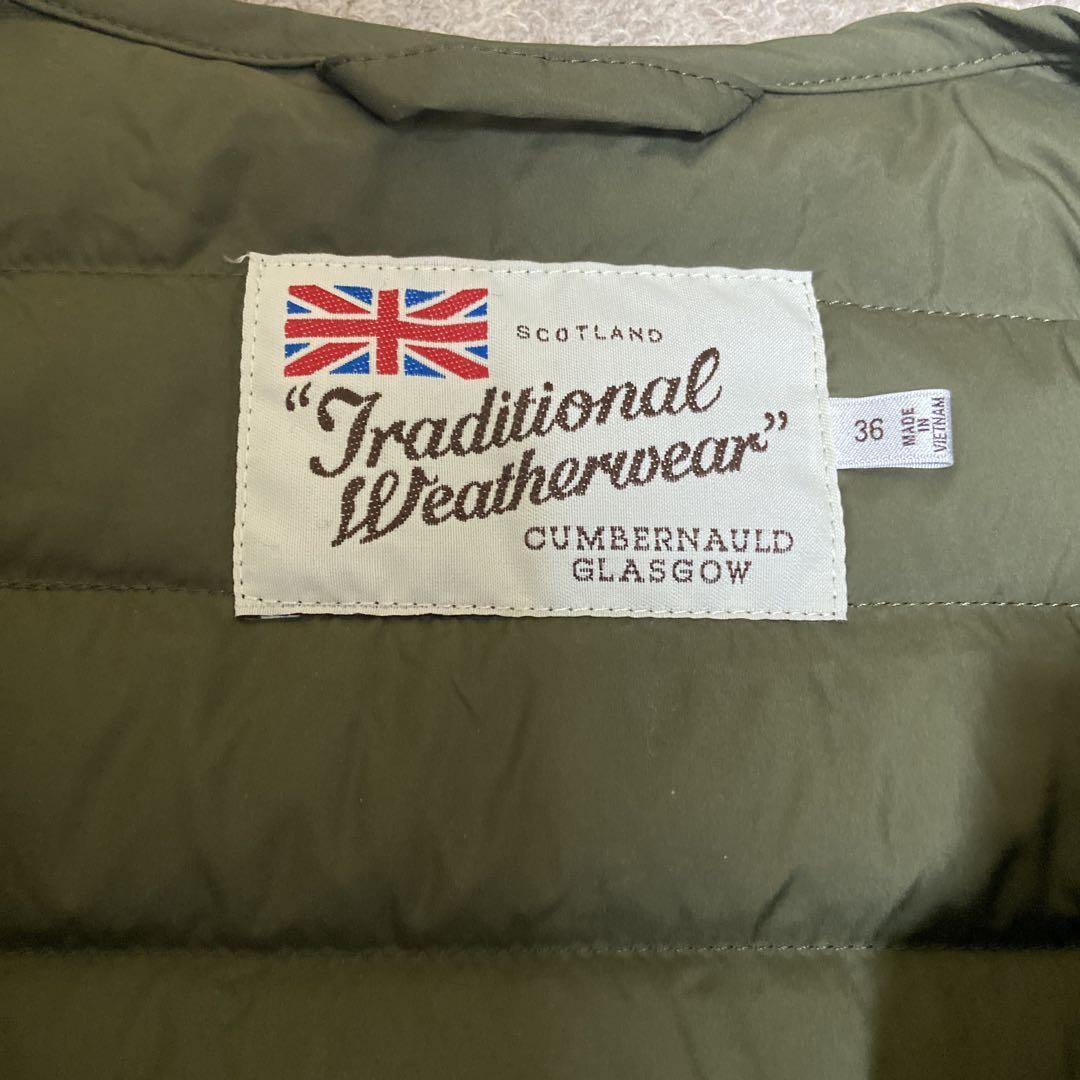 SCOTLAND
"Traditional
Weatherwear"
CUMBERNAULD
GLASGOW
36
MADE
IN
VIETNAM